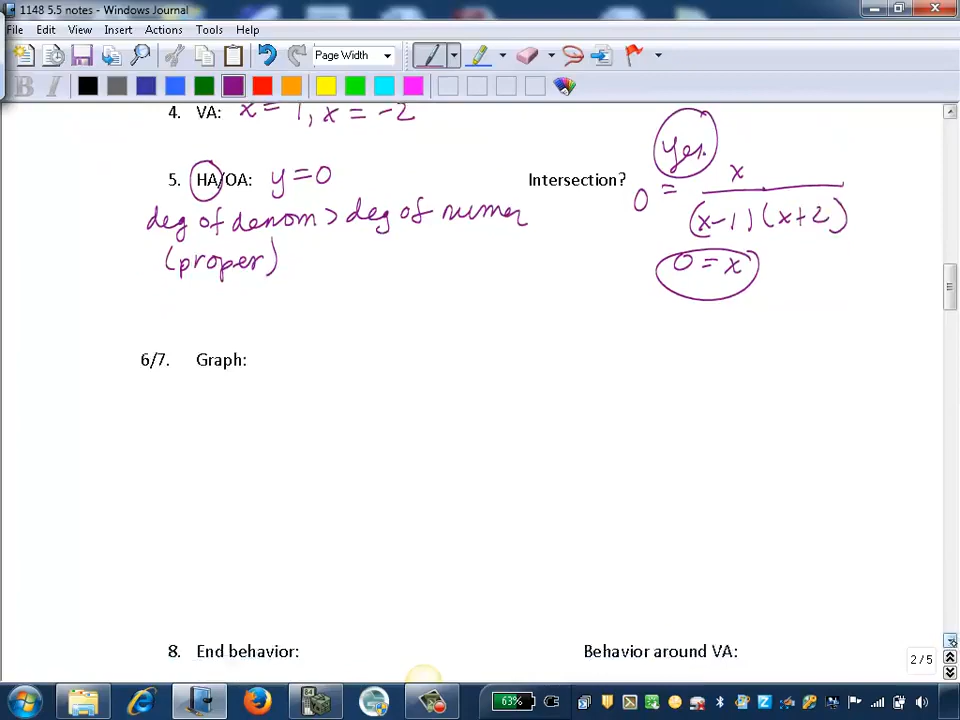 1148 5.5 notes - Windows Journal
File Edit View Insert Actions Tools Help
Page Width
B I
4. VA: x = 1, x = -2
yes.
5. HA/OA: y = 0 Intersection? 0 = x
(x-1)(x+2)
deg of denom > deg of numer
(proper)
0 = x
6/7. Graph:
8. End behavior: Behavior around VA:
2 / 5
63%